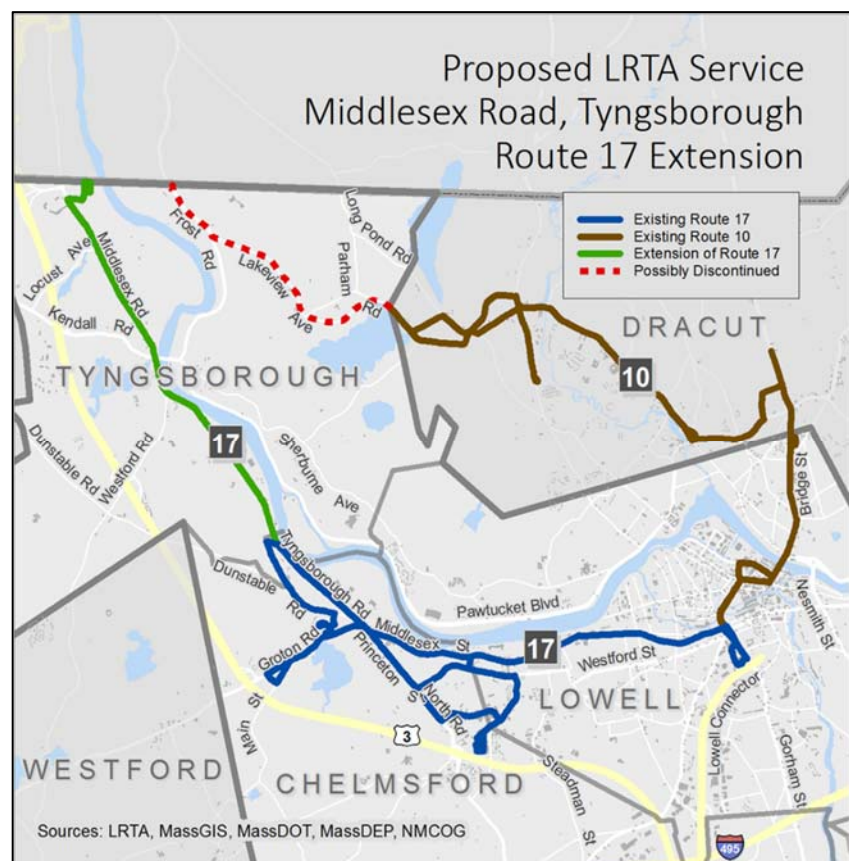 Proposed LRTA Service
Middlesex Road, Tyngsborough
Route 17 Extension
Existing Route 17
Existing Route 10
Extension of Route 17
Possibly Discontinued
Long Pond Rd
Frost Rd
Lakeview Ave
Parham Rd
Locust Ave
Middlesex Rd
Kendall Rd
DRACUT
10
TYNGSBOROUGH
17
Sherburne Ave
Dunstable Rd
Westford Rd
Bridge St
Tyngsborough Rd
Dunstable Rd
Pawtucket Blvd
Nesmith St
Groton Rd
Middlesex St
17
Westford St
Princeton S
North Rd
LOWELL
Main St
3
Lowell Connector
WESTFORD
CHELMSFORD
Steadman St
Gorham St
Sources: LRTA, MassGIS, MassDOT, MassDEP, NMCOG
495